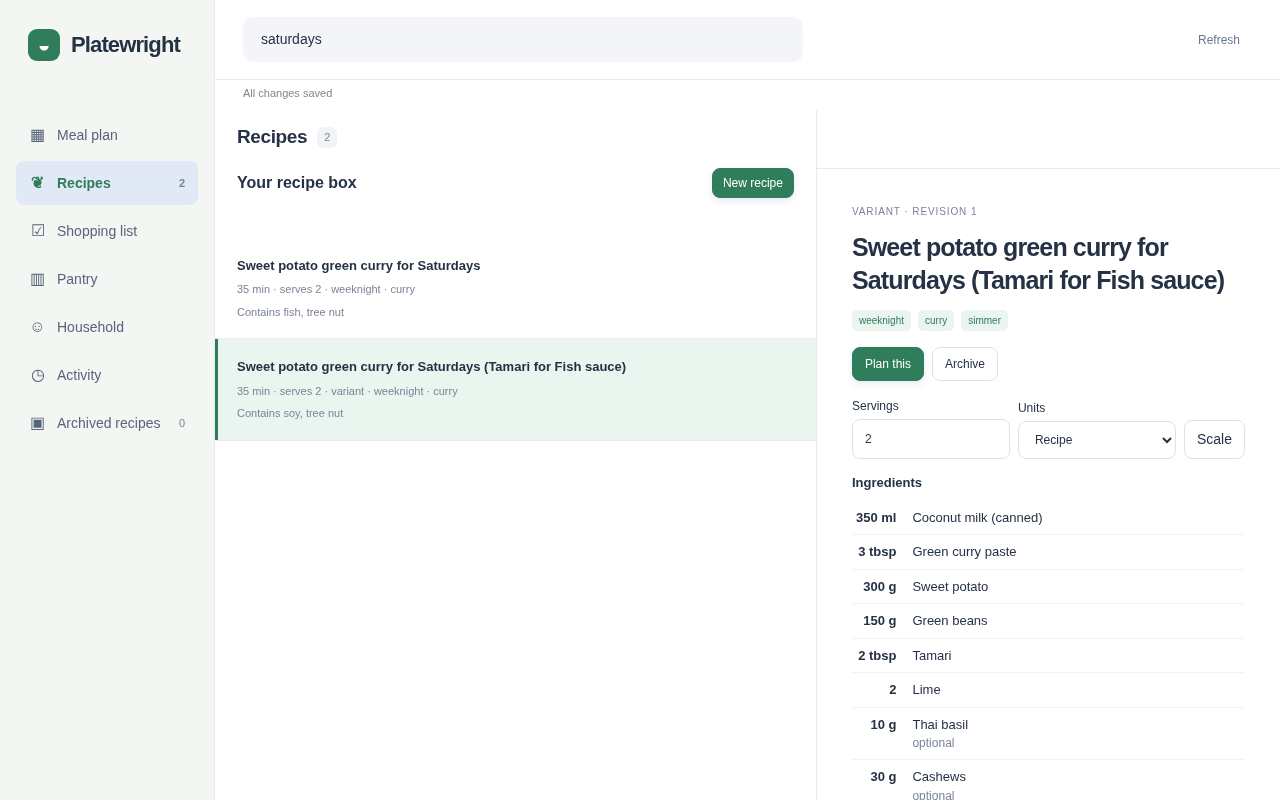 Platewright
Meal plan
Recipes 2
Shopping list
Pantry
Household
Activity
Archived recipes 0
saturdays
Refresh
All changes saved
Recipes 2
Your recipe box
New recipe
Sweet potato green curry for Saturdays
35 min · serves 2 · weeknight · curry
Contains fish, tree nut
Sweet potato green curry for Saturdays (Tamari for Fish sauce)
35 min · serves 2 · variant · weeknight · curry
Contains soy, tree nut
VARIANT · REVISION 1
Sweet potato green curry for
Saturdays (Tamari for Fish sauce)
weeknight curry simmer
Plan this Archive
Servings Units
2 Recipe Scale
Ingredients
350 ml Coconut milk (canned)
3 tbsp Green curry paste
300 g Sweet potato
150 g Green beans
2 tbsp Tamari
2 Lime
10 g Thai basil
optional
30 g Cashews
optional